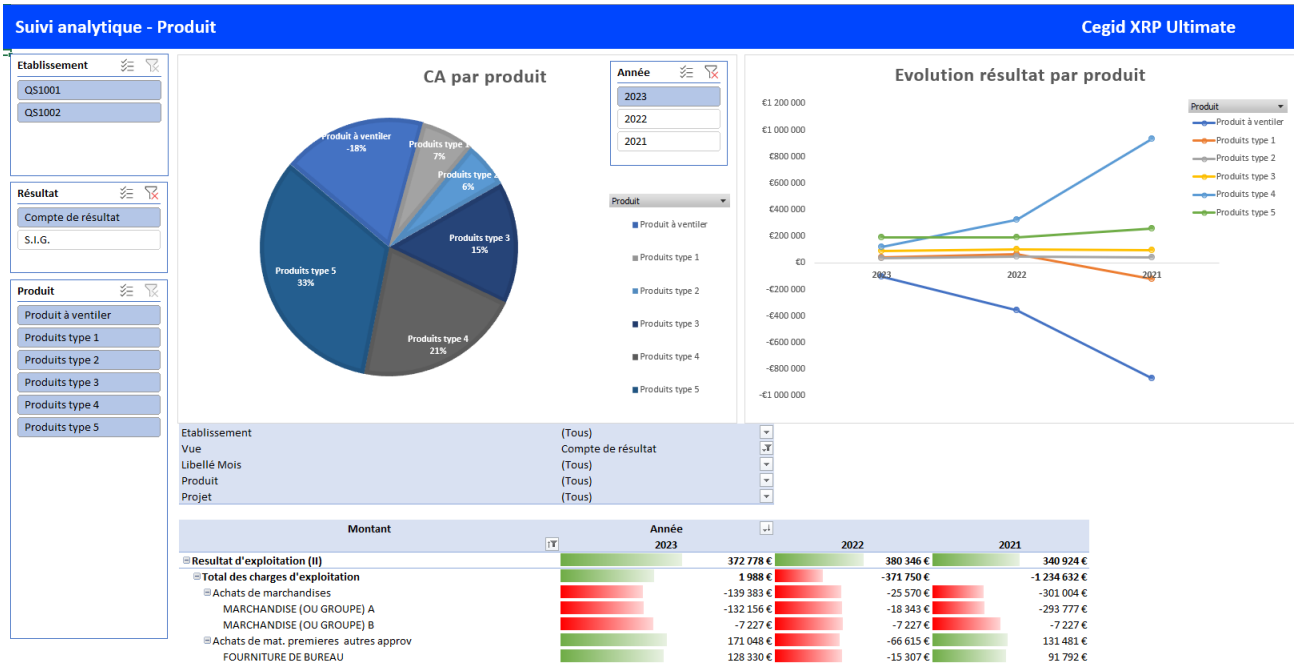 Suivi analytique - Produit
Cegid XRP Ultimate
Etablissement
QS1001
QS1002
Résultat
Compte de résultat
S.I.G.
Produit
Produit à ventiler
Produits type 1
Produits type 2
Produits type 3
Produits type 4
Produits type 5
CA par produit
Produit à ventiler
-18%
Produits type 1
7%
Produits type 2
6%
Produits type 3
15%
Produits type 4
21%
Produits type 5
33%
Année
2023
2022
2021
Produit
Produit à ventiler
Produits type 1
Produits type 2
Produits type 3
Produits type 4
Produits type 5
Evolution résultat par produit
€1 200 000
€1 000 000
€800 000
€600 000
€400 000
€200 000
€0
-€200 000
-€400 000
-€600 000
-€800 000
-€1 000 000
2023
2022
2021
Produit
Produit à ventiler
Produits type 1
Produits type 2
Produits type 3
Produits type 4
Produits type 5
Etablissement (Tous)
Vue Compte de résultat
Libellé Mois (Tous)
Produit (Tous)
Projet (Tous)
Montant Année
2023 2022 2021
Resultat d'exploitation (II) 372 778 € 380 346 € 340 924 €
Total des charges d'exploitation 1 988 € -371 750 € -1 234 632 €
Achats de marchandises -139 383 € -25 570 € -301 004 €
MARCHANDISE (OU GROUPE) A -132 156 € -18 343 € -293 777 €
MARCHANDISE (OU GROUPE) B -7 227 € -7 227 € -7 227 €
Achats de mat. premieres autres approv 171 048 € -66 615 € 131 481 €
FOURNITURE DE BUREAU 128 330 € -15 307 € 91 792 €